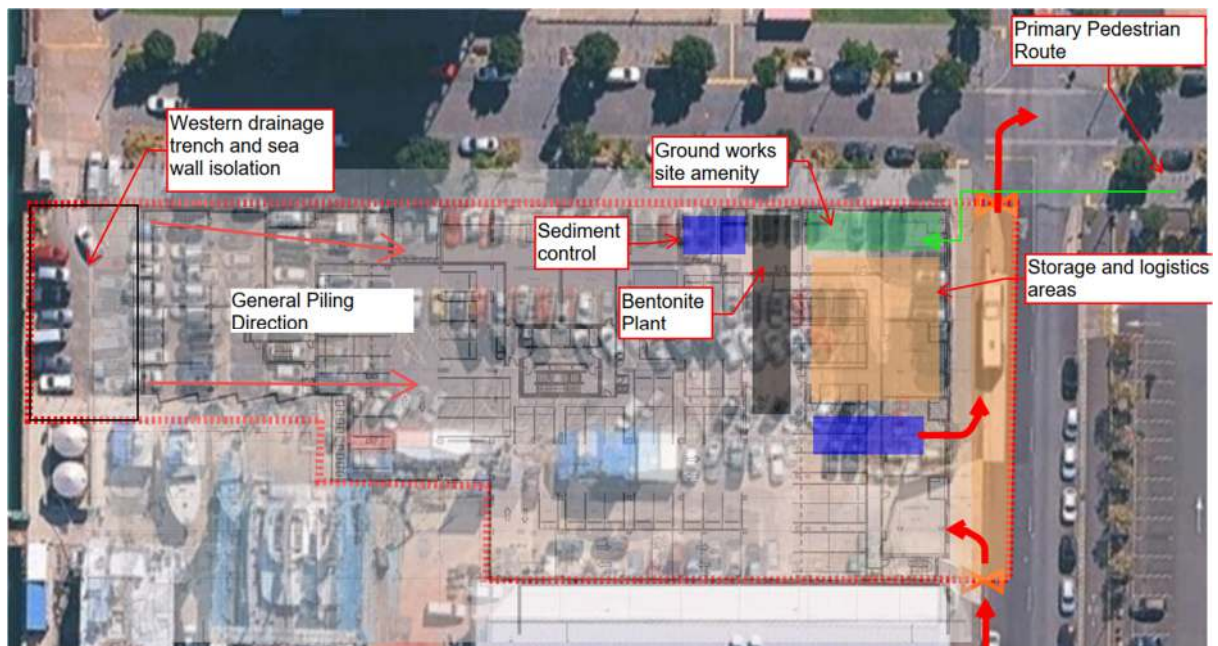 Primary Pedestrian
Route
Western drainage
trench and sea
wall isolation
Ground works
site amenity
Sediment
control
Storage and logistics
areas
Bentonite
Plant
General Piling
Direction